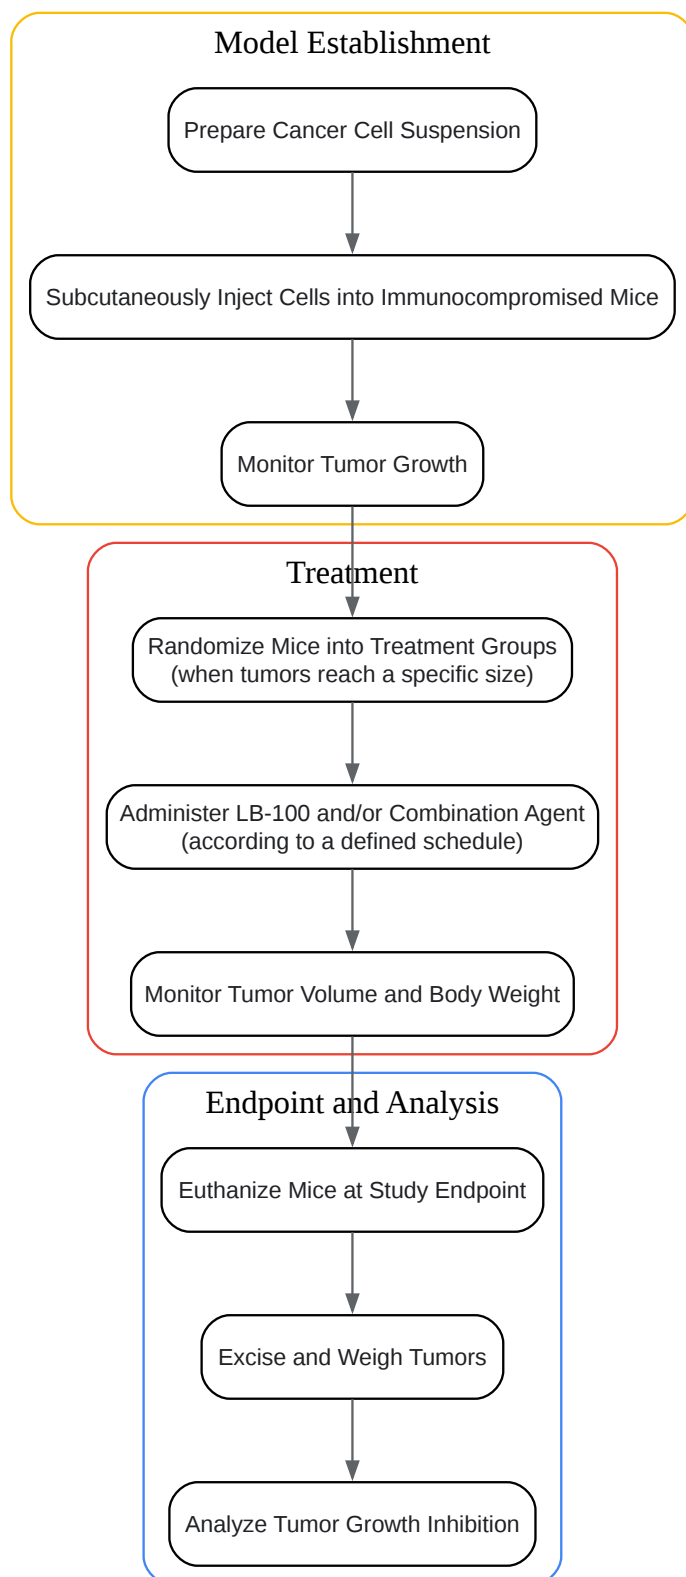 Model Establishment
Prepare Cancer Cell Suspension
Subcutaneously Inject Cells into Immunocompromised Mice
Monitor Tumor Growth
Treatment
Randomize Mice into Treatment Groups
(when tumors reach a specific size)
Administer LB-100 and/or Combination Agent
(according to a defined schedule)
Monitor Tumor Volume and Body Weight
Endpoint and Analysis
Euthanize Mice at Study Endpoint
Excise and Weigh Tumors
Analyze Tumor Growth Inhibition